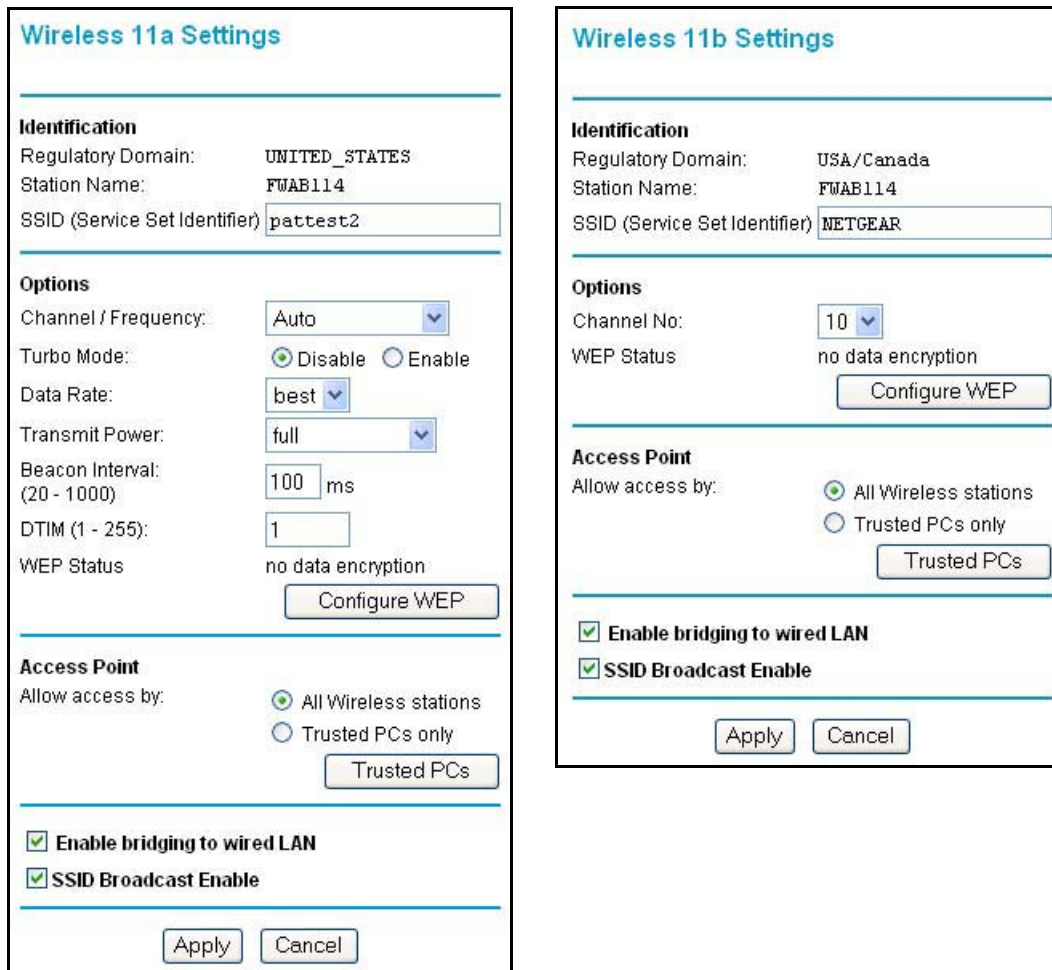 Wireless 11a Settings
Identification
Regulatory Domain: UNITED_STATES
Station Name: FWAB114
SSID (Service Set Identifier) pattest2
Options
Channel / Frequency: Auto
Turbo Mode: Disable Enable
Data Rate: best
Transmit Power: full
Beacon Interval:
(20 - 1000) 100 ms
DTIM (1 - 255): 1
WEP Status no data encryption
Configure WEP
Access Point
Allow access by: All Wireless stations
Trusted PCs only
Trusted PCs
Enable bridging to wired LAN
SSID Broadcast Enable
Apply Cancel
Wireless 11b Settings
Identification
Regulatory Domain: USA/Canada
Station Name: FWAB114
SSID (Service Set Identifier) NETGEAR
Options
Channel No: 10
WEP Status no data encryption
Configure WEP
Access Point
Allow access by: All Wireless stations
Trusted PCs only
Trusted PCs
Enable bridging to wired LAN
SSID Broadcast Enable
Apply Cancel